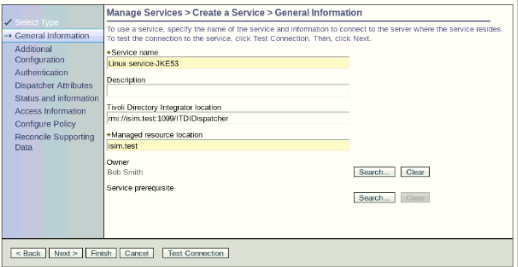 Manage Services > Create a Service > General Information
Select Type
General Information
Additional
Configuration
Authentication
Dispatcher Attributes
Status and information
Access Information
Configure Policy
Reconcile Supporting
Data
To use a service, specify the name of the service and information to connect to the server where the service resides.
To test the connection to the service, click Test Connection. Then, click Next.
*Service name
Linux service-JKE53
Description
Tivoli Directory Integrator location
rmi://isim.test:1099/ITDIDispatcher
*Managed resource location
isim.test
Owner
Bob Smith
Search... Clear
Service prerequisite
Search... Clear
< Back Next > Finish Cancel Test Connection